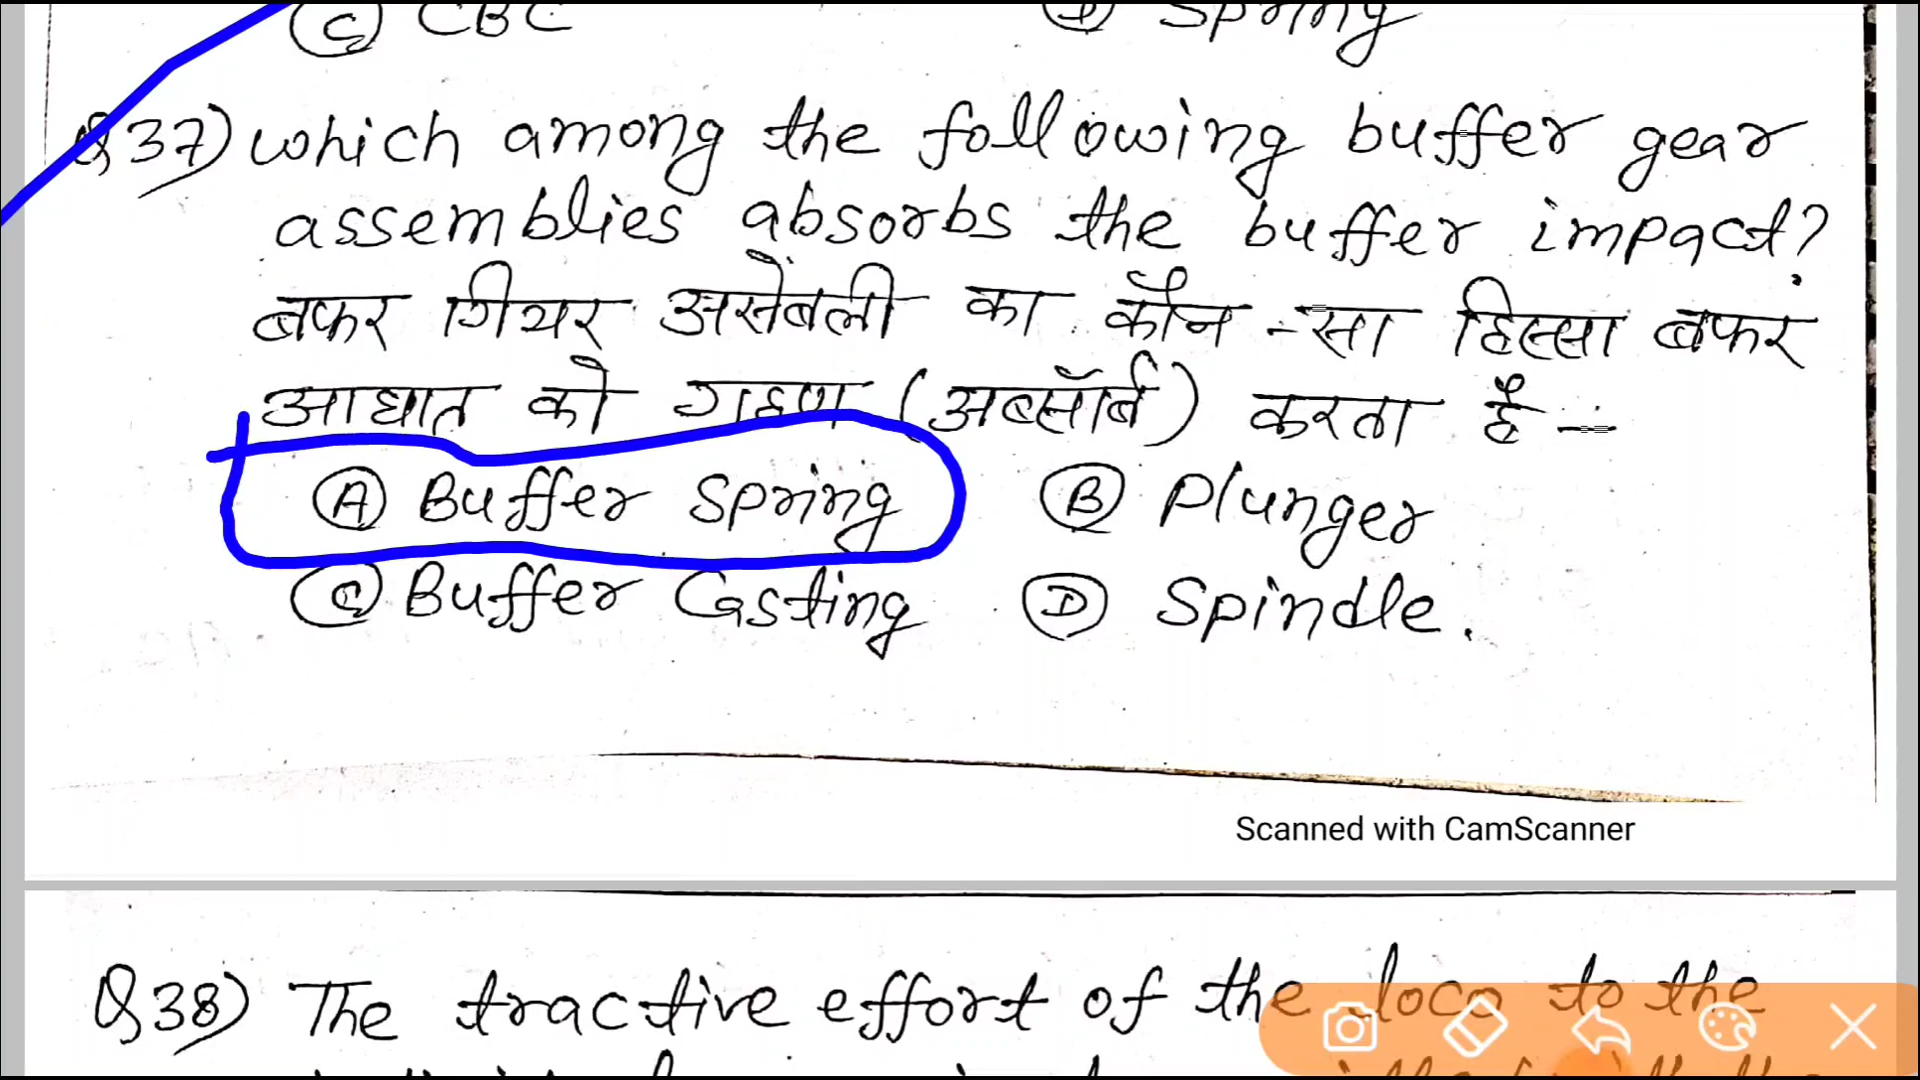 (C) CBC (D) Spring
Q37) which among the following buffer gear
assemblies absorbs the buffer impact?
बफर गियर असेंबली का कौन-सा हिस्सा बफर
आघात को ग्रहण (अब्सॉर्ब) करता है -
(A) Buffer Spring (B) Plunger
(C) Buffer Casting (D) Spindle.
Scanned with CamScanner
Q38) The tractive effort of the loco to the